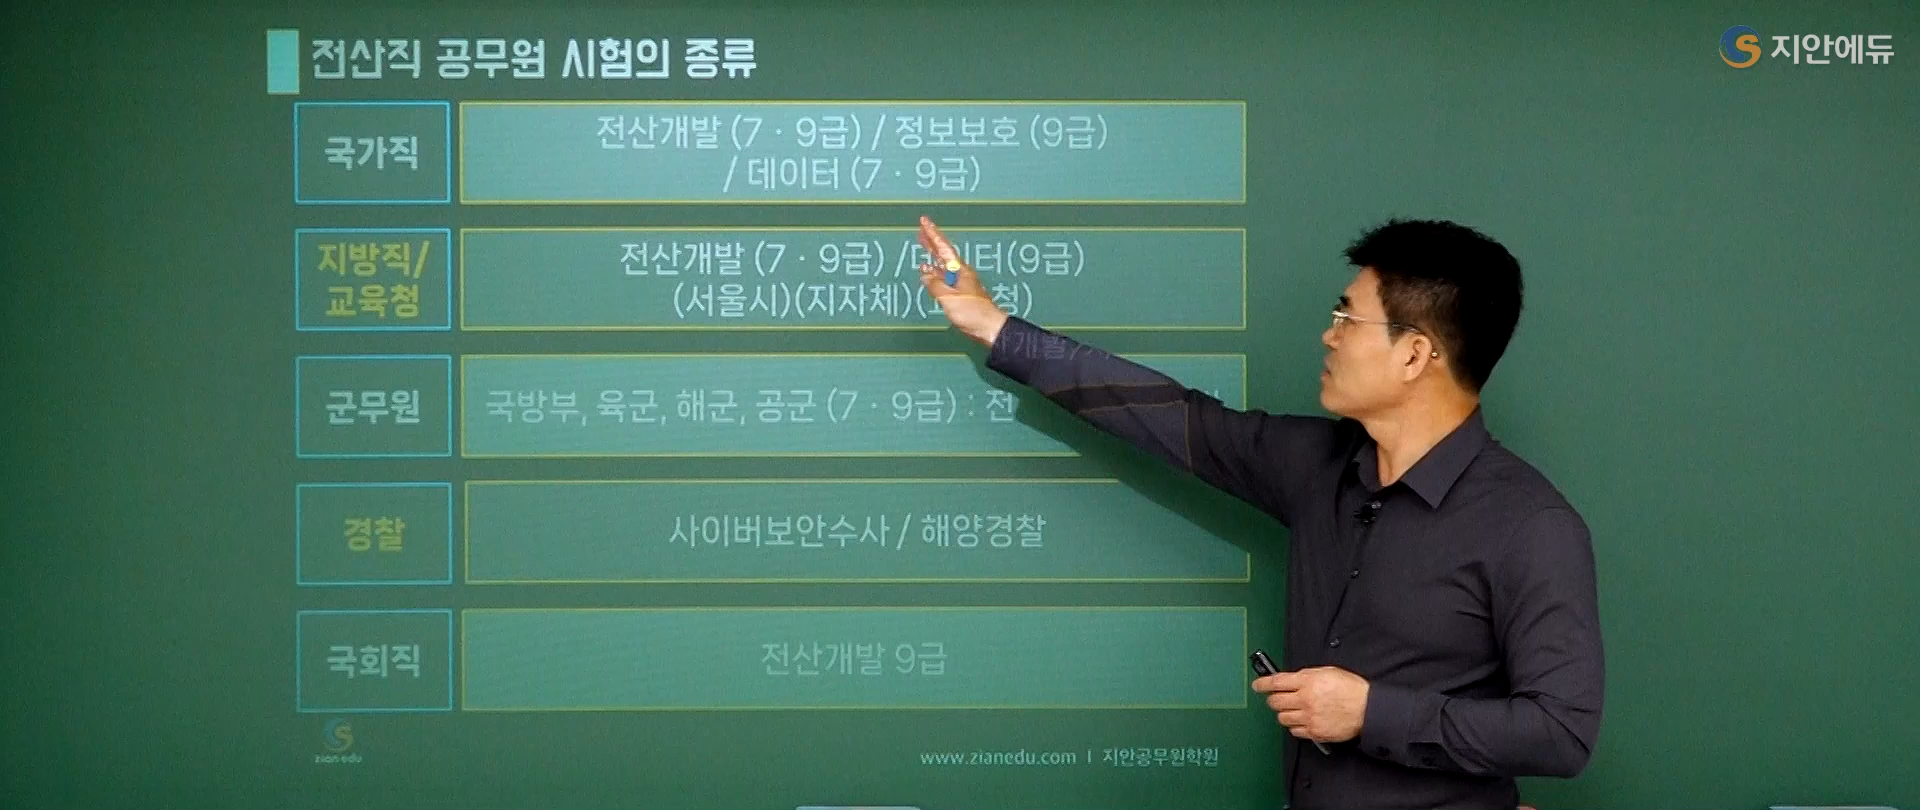 전산직 공무원 시험의 종류
지안에듀
국가직
전산개발 (7 · 9급) / 정보보호 (9급)
/ 데이터 (7 · 9급)
지방직/
교육청
전산개발 (7 · 9급) /데이터(9급)
(서울시)(지자체)( 청)
군무원
국방부, 육군, 해군, 공군 (7 · 9급) : 전
경찰
사이버보안수사 / 해양경찰
국회직
전산개발 9급
zian edu
www.zianedu.com | 지안공무원학원